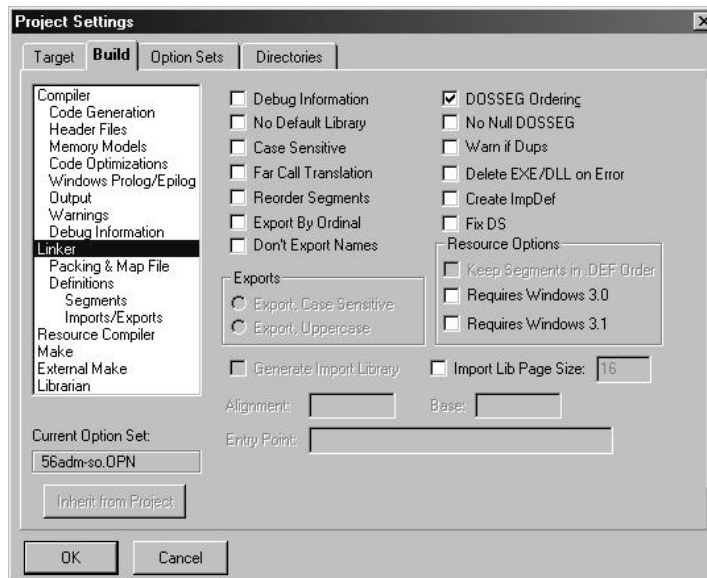 Project Settings
Target Build Option Sets Directories
Compiler
Code Generation
Header Files
Memory Models
Code Optimizations
Windows Prolog/Epilog
Output
Warnings
Debug Information
Linker
Packing & Map File
Definitions
Segments
Imports/Exports
Resource Compiler
Make
External Make
Librarian
Current Option Set:
56adm-so.OPN
Inherit from Project
Debug Information
No Default Library
Case Sensitive
Far Call Translation
Reorder Segments
Export By Ordinal
Don't Export Names
DOSSEG Ordering
No Null DOSSEG
Warn if Dups
Delete EXE/DLL on Error
Create ImpDef
Fix DS
Exports
Export, Case Sensitive
Export, Uppercase
Resource Options
Keep Segments in .DEF Order
Requires Windows 3.0
Requires Windows 3.1
Generate Import Library
Import Lib Page Size: 16
Alignment: Base:
Entry Point:
OK Cancel